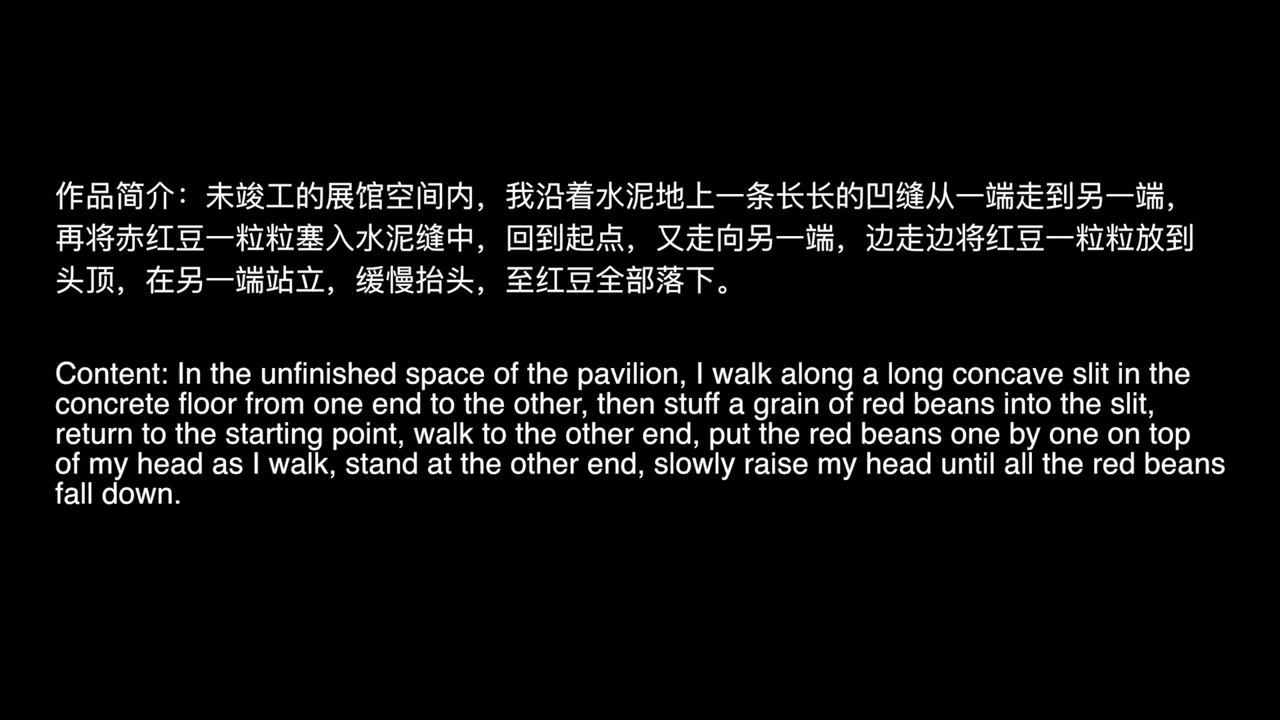 作品简介：未竣工的展馆空间内，我沿着水泥地上一条长长的凹缝从一端走到另一端，
再将赤红豆一粒粒塞入水泥缝中，回到起点，又走向另一端，边走边将红豆一粒粒放到
头顶，在另一端站立，缓慢抬头，至红豆全部落下。
Content: In the unfinished space of the pavilion, I walk along a long concave slit in the
concrete floor from one end to the other, then stuff a grain of red beans into the slit,
return to the starting point, walk to the other end, put the red beans one by one on top
of my head as I walk, stand at the other end, slowly raise my head until all the red beans
fall down.